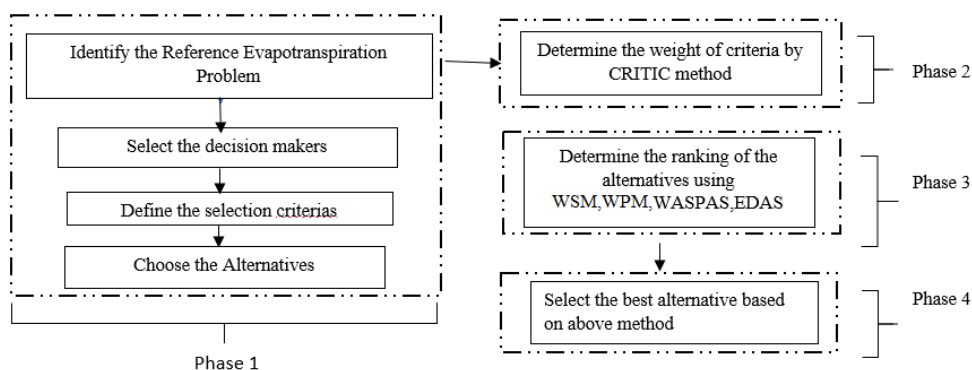 Identify the Reference Evapotranspiration
Problem
Select the decision makers
Define the selection criterias
Choose the Alternatives
Phase 1
Determine the weight of criteria by
CRITIC method
Phase 2
Determine the ranking of the
alternatives using
WSM,WPM,WASPAS,EDAS
Phase 3
Select the best alternative based
on above method
Phase 4